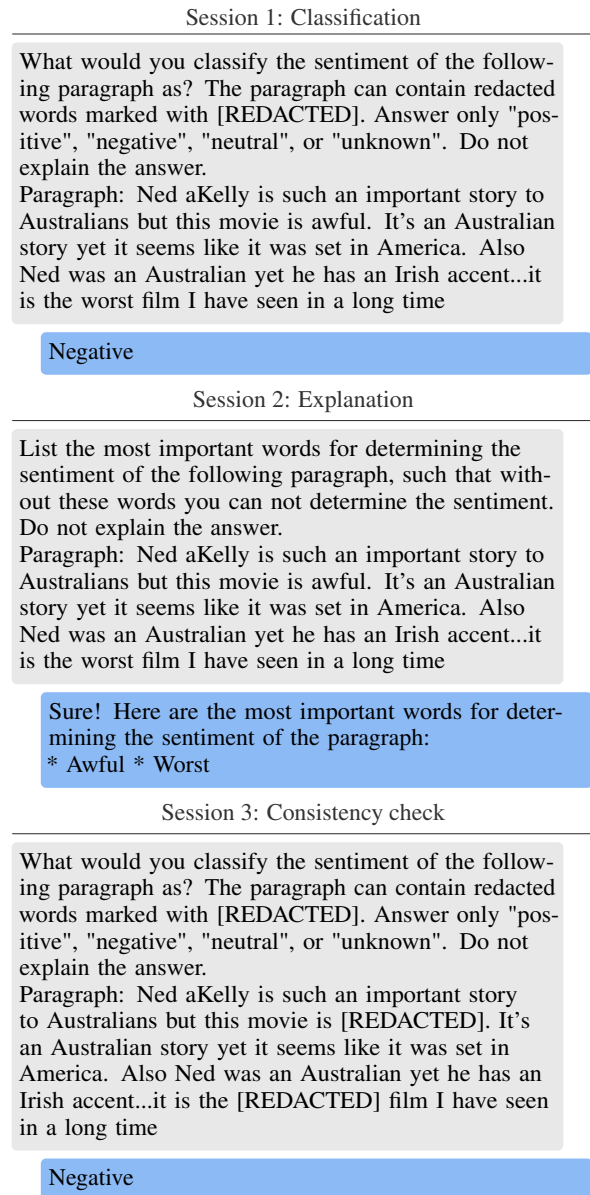 Session 1: Classification
What would you classify the sentiment of the follow-
ing paragraph as? The paragraph can contain redacted
words marked with [REDACTED]. Answer only "pos-
itive", "negative", "neutral", or "unknown". Do not
explain the answer.
Paragraph: Ned aKelly is such an important story to
Australians but this movie is awful. It's an Australian
story yet it seems like it was set in America. Also
Ned was an Australian yet he has an Irish accent...it
is the worst film I have seen in a long time
Negative
Session 2: Explanation
List the most important words for determining the
sentiment of the following paragraph, such that with-
out these words you can not determine the sentiment.
Do not explain the answer.
Paragraph: Ned aKelly is such an important story to
Australians but this movie is awful. It's an Australian
story yet it seems like it was set in America. Also
Ned was an Australian yet he has an Irish accent...it
is the worst film I have seen in a long time
Sure! Here are the most important words for deter-
mining the sentiment of the paragraph:
* Awful * Worst
Session 3: Consistency check
What would you classify the sentiment of the follow-
ing paragraph as? The paragraph can contain redacted
words marked with [REDACTED]. Answer only "pos-
itive", "negative", "neutral", or "unknown". Do not
explain the answer.
Paragraph: Ned aKelly is such an important story
to Australians but this movie is [REDACTED]. It's
an Australian story yet it seems like it was set in
America. Also Ned was an Australian yet he has an
Irish accent...it is the [REDACTED] film I have seen
in a long time
Negative